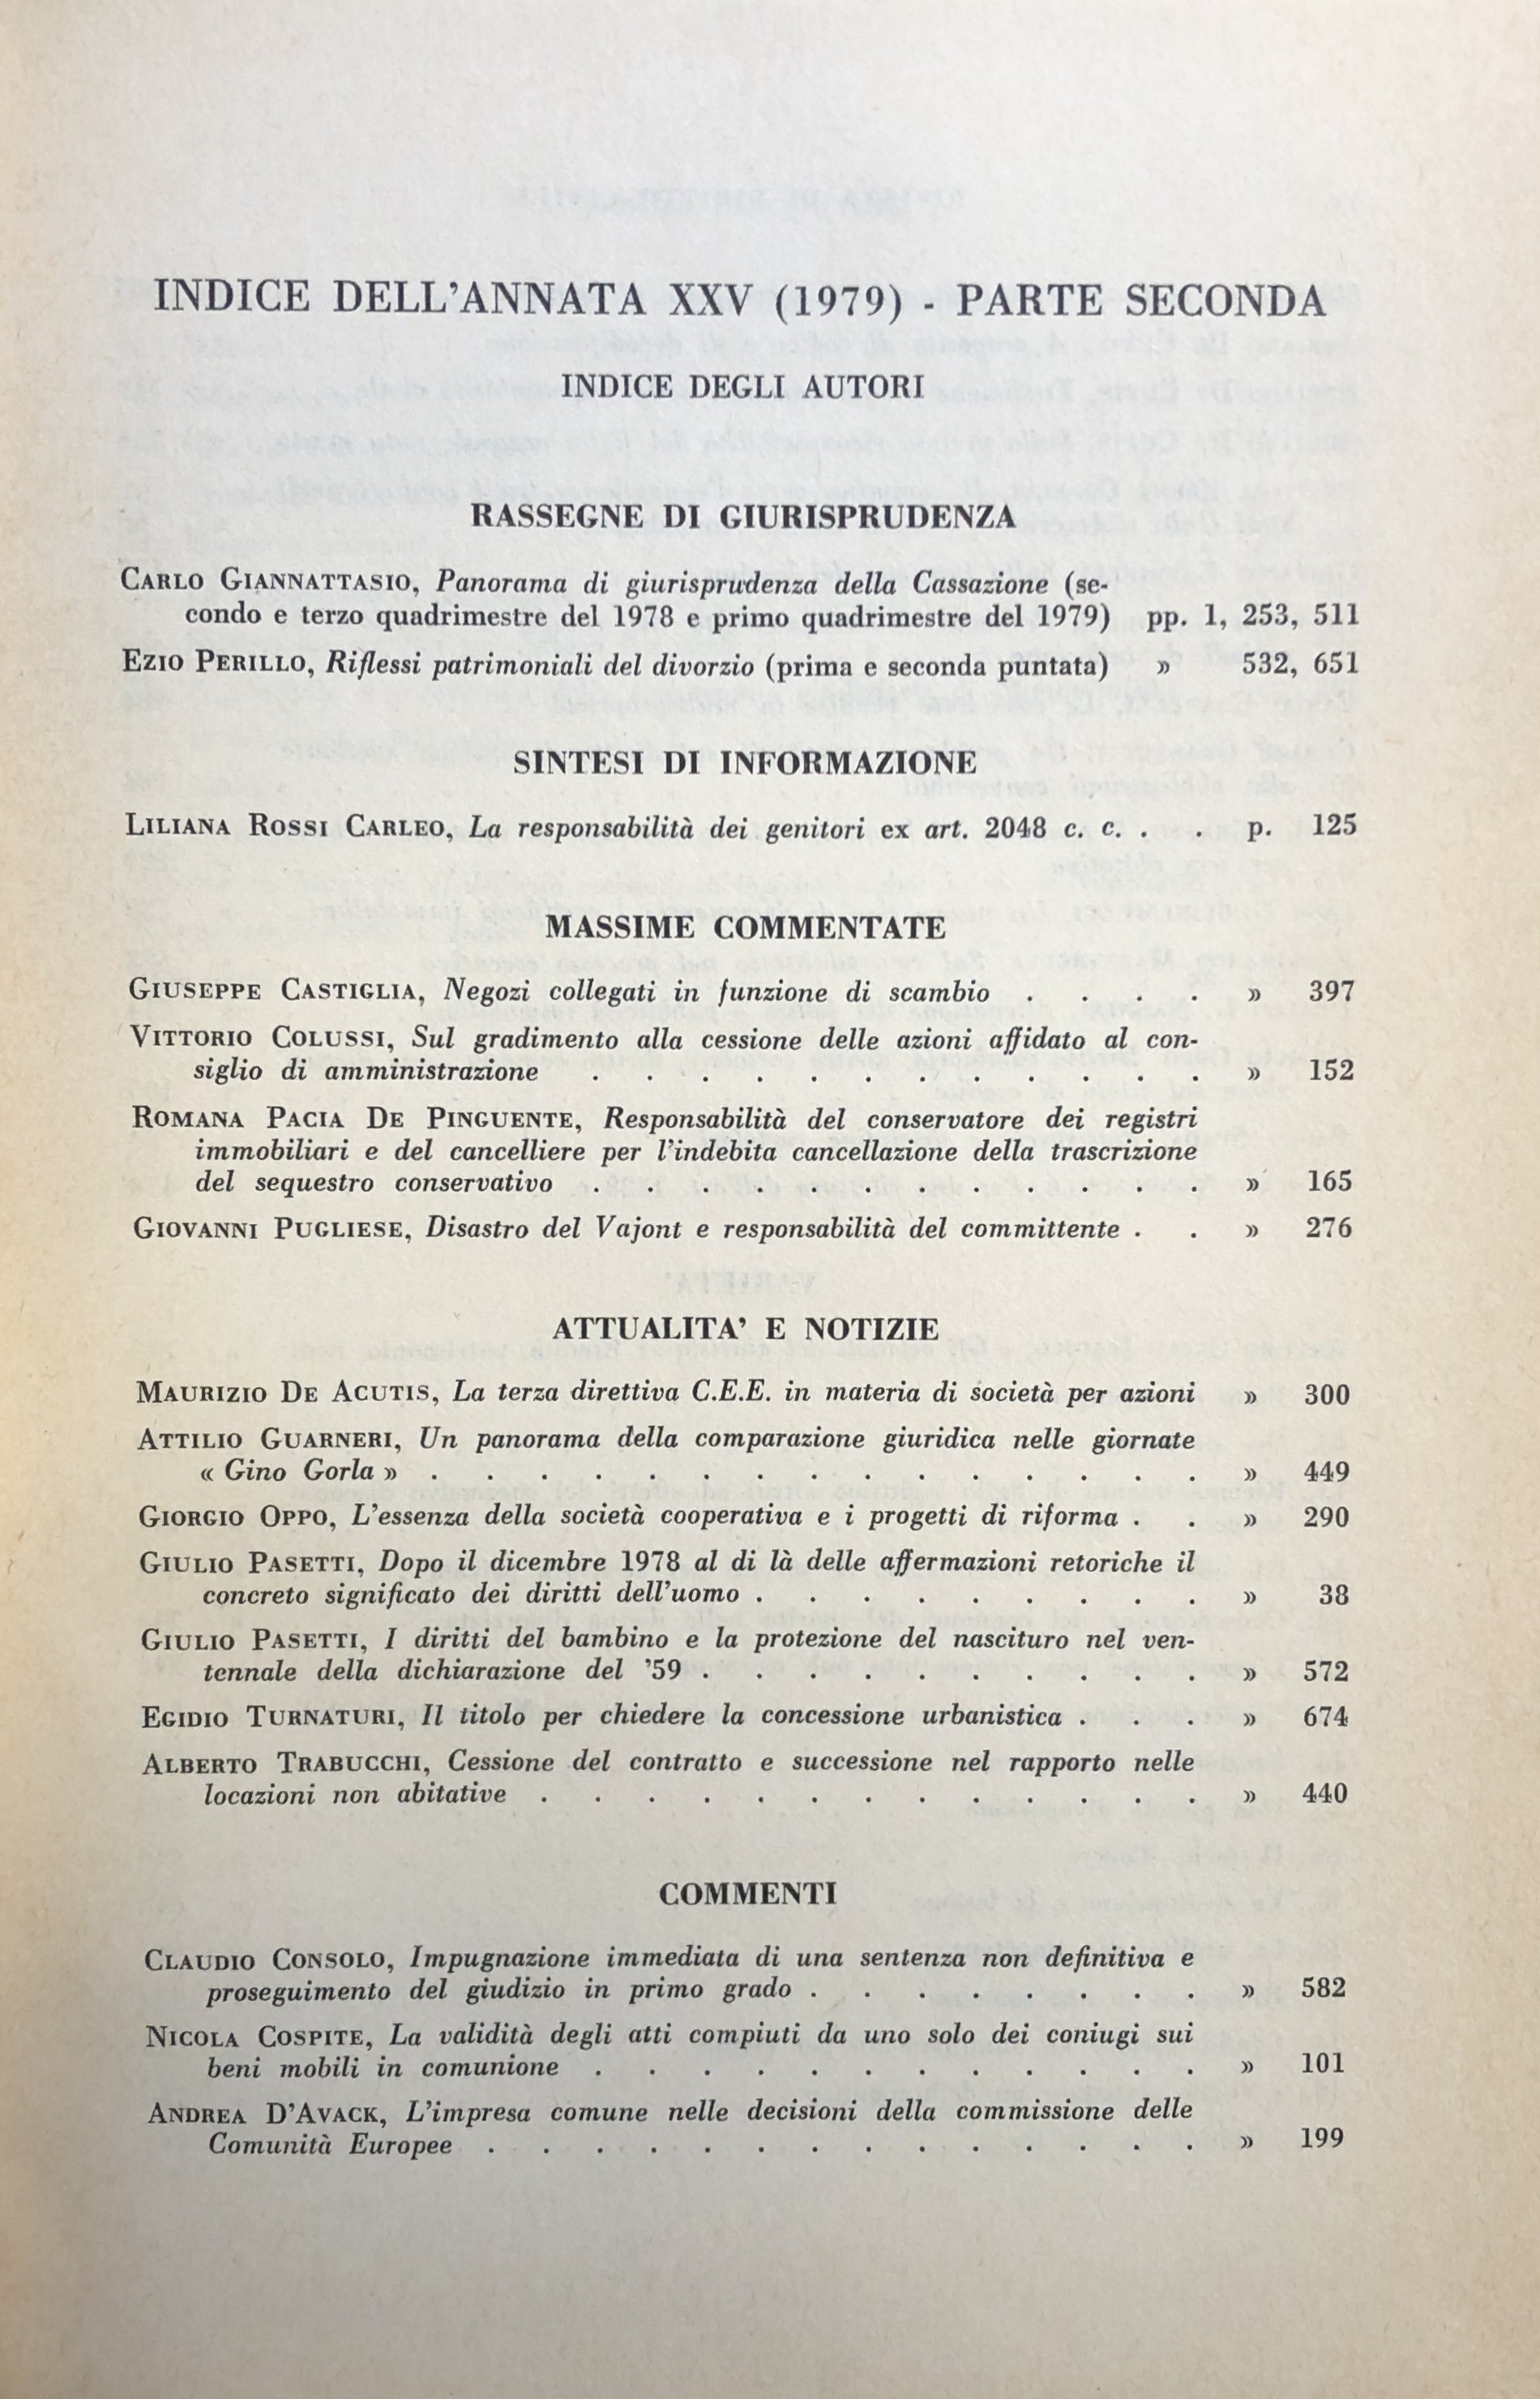 INDICE DELL'ANNATA XXV (1979) - PARTE SECONDA
INDICE DEGLI AUTORI
RASSEGNE DI GIURISPRUDENZA
CARLO GIANNATTASIO, Panorama di giurisprudenza della Cassazione (se-
condo e terzo quadrimestre del 1978 e primo quadrimestre del 1979) pp. 1, 253, 511
EZIO PERILLO, Riflessi patrimoniali del divorzio (prima e seconda puntata) » 532, 651
SINTESI DI INFORMAZIONE
LILIANA ROSSI CARLEO, La responsabilità dei genitori ex art. 2048 c. c. . . p. 125
MASSIME COMMENTATE
GIUSEPPE CASTIGLIA, Negozi collegati in funzione di scambio . . . . » 397
VITTORIO COLUSSI, Sul gradimento alla cessione delle azioni affidato al con-
siglio di amministrazione . . . . . . . . . . . . » 152
ROMANA PACIA DE PINGUENTE, Responsabilità del conservatore dei registri
immobiliari e del cancelliere per l'indebita cancellazione della trascrizione
del sequestro conservativo . . . . . . . . . . . . » 165
GIOVANNI PUGLIESE, Disastro del Vajont e responsabilità del committente . . » 276
ATTUALITA' E NOTIZIE
MAURIZIO DE ACUTIS, La terza direttiva C.E.E. in materia di società per azioni » 300
ATTILIO GUARNERI, Un panorama della comparazione giuridica nelle giornate
« Gino Gorla » . . . . . . . . . . . . . . . » 449
GIORGIO OPPO, L'essenza della società cooperativa e i progetti di riforma . . » 290
GIULIO PASETTI, Dopo il dicembre 1978 al di là delle affermazioni retoriche il
concreto significato dei diritti dell'uomo . . . . . . . . . » 38
GIULIO PASETTI, I diritti del bambino e la protezione del nascituro nel ven-
tennale della dichiarazione del '59 . . . . . . . . . . » 572
EGIDIO TURNATURI, Il titolo per chiedere la concessione urbanistica . . . » 674
ALBERTO TRABUCCHI, Cessione del contratto e successione nel rapporto nelle
locazioni non abitative . . . . . . . . . . . . . » 440
COMMENTI
CLAUDIO CONSOLO, Impugnazione immediata di una sentenza non definitiva e
proseguimento del giudizio in primo grado . . . . . . . . » 582
NICOLA COSPITE, La validità degli atti compiuti da uno solo dei coniugi sui
beni mobili in comunione . . . . . . . . . . . . » 101
ANDREA D'AVACK, L'impresa comune nelle decisioni della commissione delle
Comunità Europee . . . . . . . . . . . . . . » 199